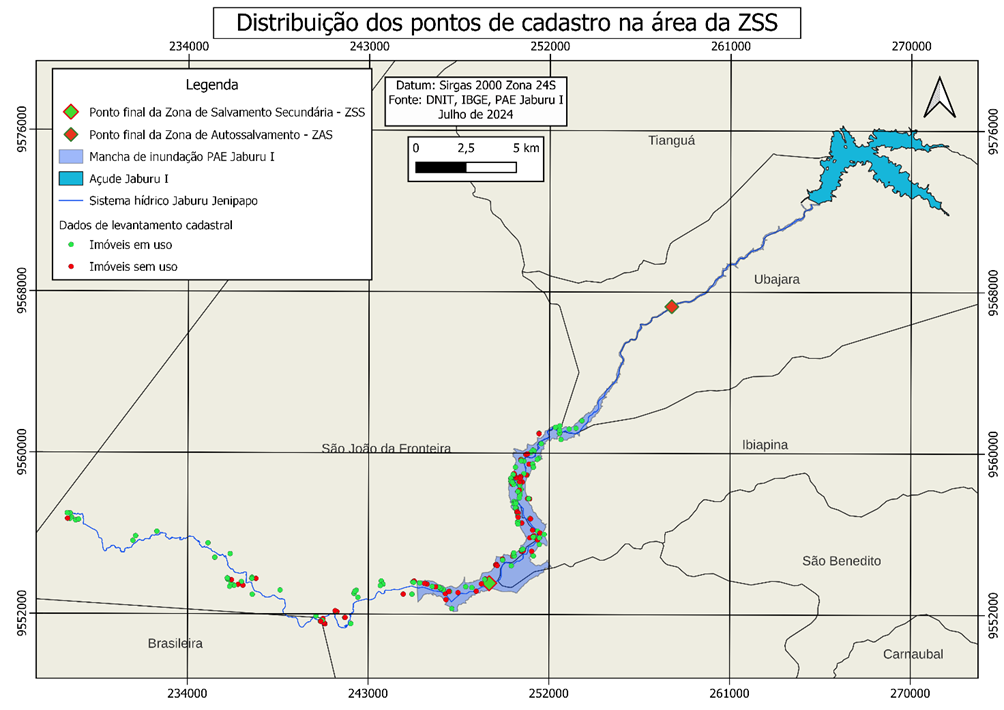 Distribuição dos pontos de cadastro na área da ZSS
234000 243000 252000 261000 270000
Legenda
Ponto final da Zona de Salvamento Secundária - ZSS
Ponto final da Zona de Autossalvamento - ZAS
Mancha de inundação PAE Jaburu I
Açude Jaburu I
Sistema hídrico Jaburu Jenipapo
Dados de levantamento cadastral
Imóveis em uso
Imóveis sem uso
Datum: Sirgas 2000 Zona 24S
Fonte: DNIT, IBGE, PAE Jaburu I
Julho de 2024
0 2,5 5 km
9576000 9576000
Tianguá
Ubajara
9568000 9568000
Ibiapina
São João da Fronteira
9560000 9560000
São Benedito
9552000 9552000
Brasileira
Carnaubal
234000 243000 252000 261000 270000